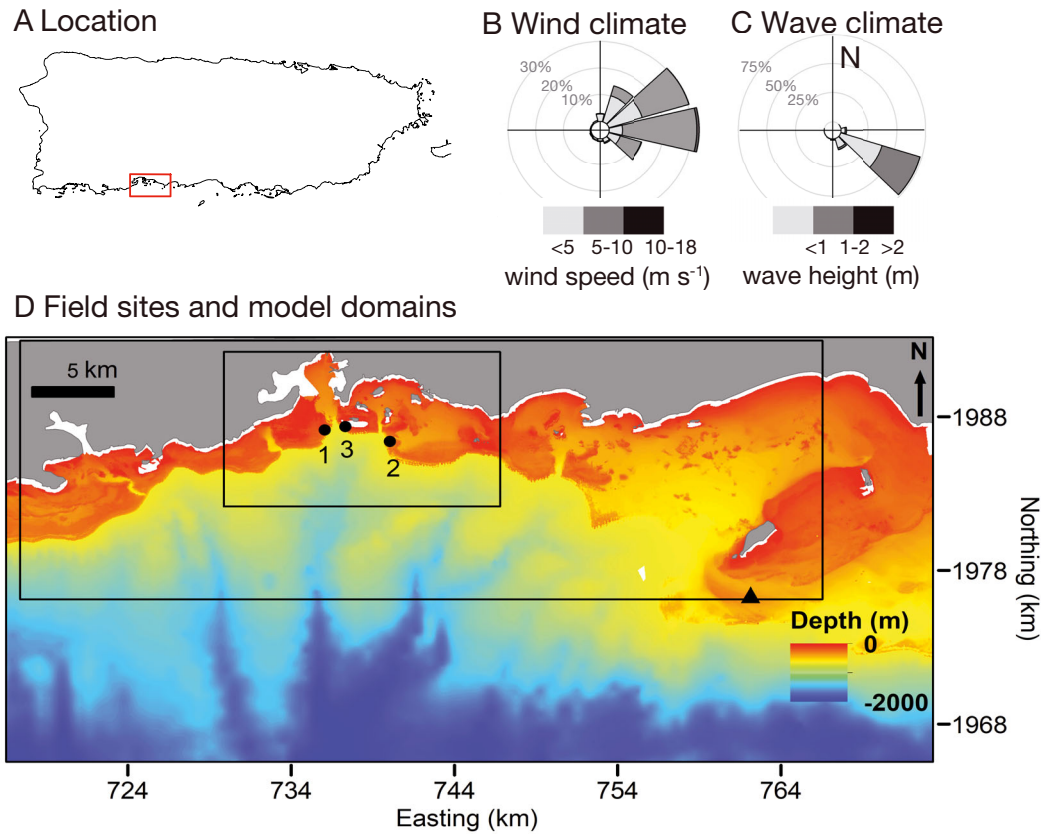 A Location
B Wind climate
C Wave climate
N
30%
20%
10%
75%
50%
25%
<5 5-10 10-18
wind speed (m s⁻¹)
<1 1-2 >2
wave height (m)
D Field sites and model domains
5 km
N
1 3 2
1988
1978
1968
Northing (km)
Depth (m)
0
-2000
724 734 744 754 764
Easting (km)